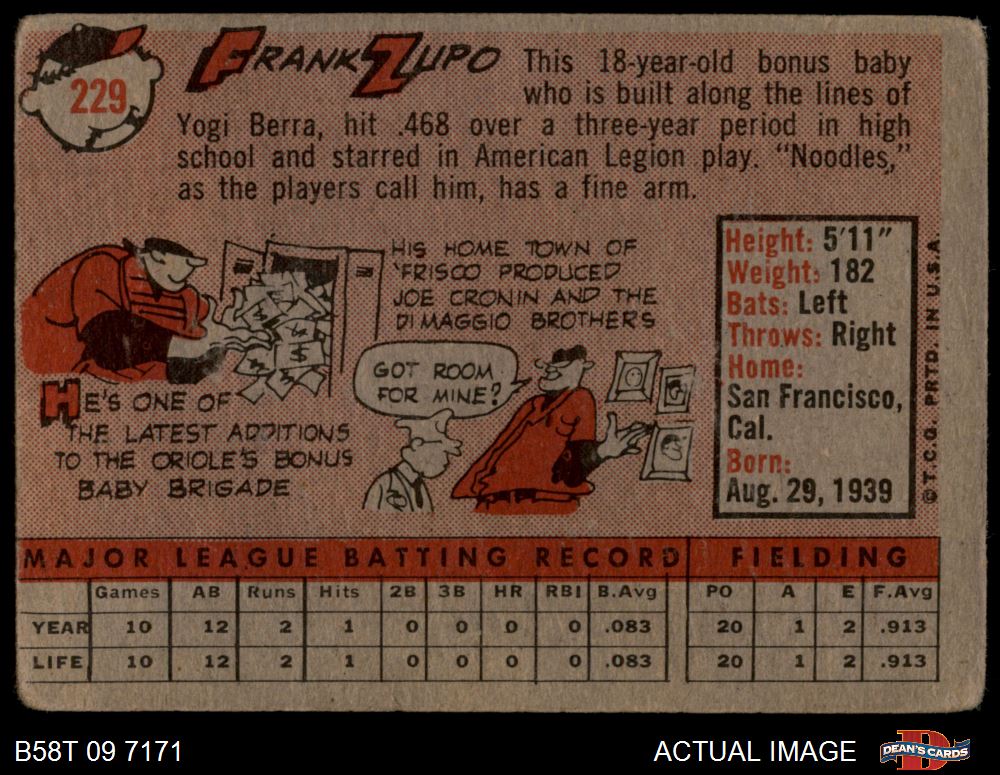 229
FRANK ZUPO
This 18-year-old bonus baby
who is built along the lines of
Yogi Berra, hit .468 over a three-year period in high
school and starred in American Legion play. "Noodles,"
as the players call him, has a fine arm.
HIS HOME TOWN OF
'FRISCO PRODUCED
JOE CRONIN AND THE
DI MAGGIO BROTHERS
GOT ROOM
FOR MINE?
$
HE'S ONE OF
THE LATEST ADDITIONS
TO THE ORIOLE'S BONUS
BABY BRIGADE
Height: 5'11"
Weight: 182
Bats: Left
Throws: Right
Home:
San Francisco,
Cal.
Born:
Aug. 29, 1939
© T.C.G. PRTD. IN U.S.A.
MAJOR LEAGUE BATTING RECORD FIELDING
Games AB Runs Hits 2B 3B HR RBI B.Avg PO A E F.Avg
YEAR 10 12 2 1 0 0 0 0 .083 20 1 2 .913
LIFE 10 12 2 1 0 0 0 0 .083 20 1 2 .913
B58T 09 7171 ACTUAL IMAGE DEAN'S CARDS